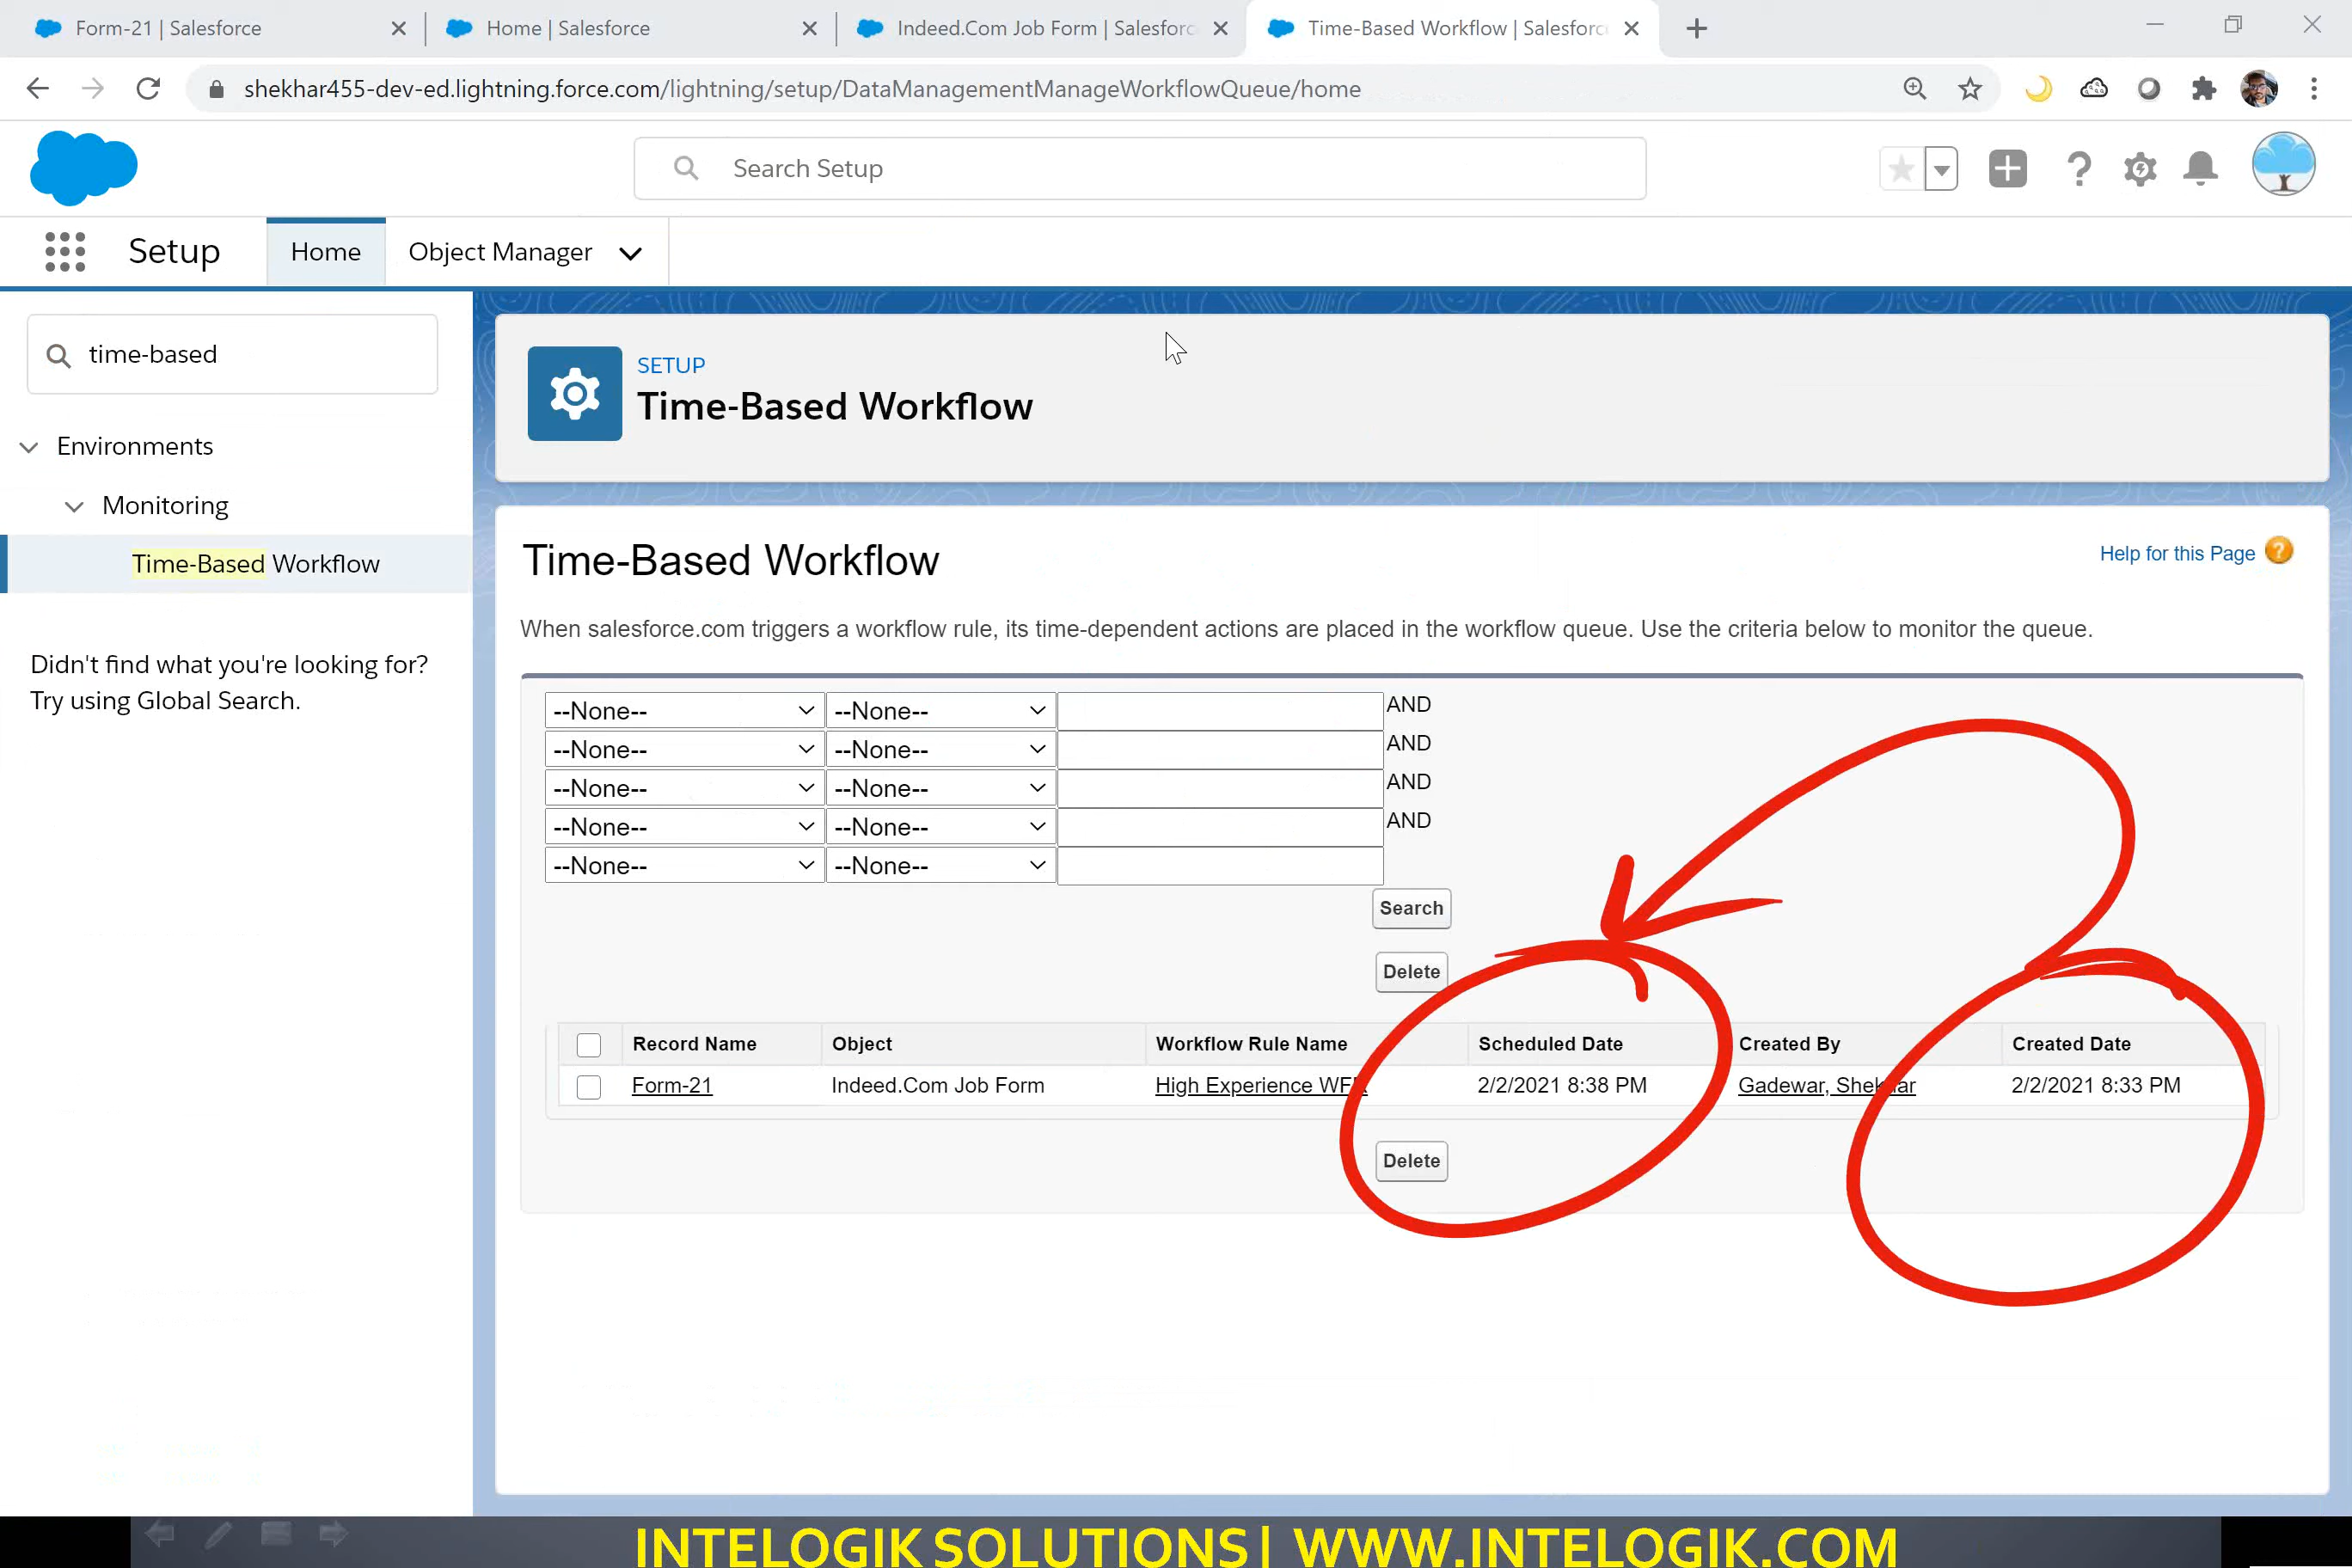 Form-21 | Salesforce
Home | Salesforce
Indeed.Com Job Form | Salesforc
Time-Based Workflow | Salesforc
shekhar455-dev-ed.lightning.force.com/lightning/setup/DataManagementManageWorkflowQueue/home
Search Setup
Setup
Home
Object Manager
time-based
Environments
Monitoring
Time-Based Workflow
Didn't find what you're looking for?
Try using Global Search.
SETUP
Time-Based Workflow
Time-Based Workflow
Help for this Page
When salesforce.com triggers a workflow rule, its time-dependent actions are placed in the workflow queue. Use the criteria below to monitor the queue.
--None-- --None-- AND
--None-- --None-- AND
--None-- --None-- AND
--None-- --None-- AND
--None-- --None--
Search
Delete
Record Name Object Workflow Rule Name Scheduled Date Created By Created Date
Form-21 Indeed.Com Job Form High Experience WFR 2/2/2021 8:38 PM Gadewar, Shekhar 2/2/2021 8:33 PM
Delete
INTELOGIK SOLUTIONS | WWW.INTELOGIK.COM